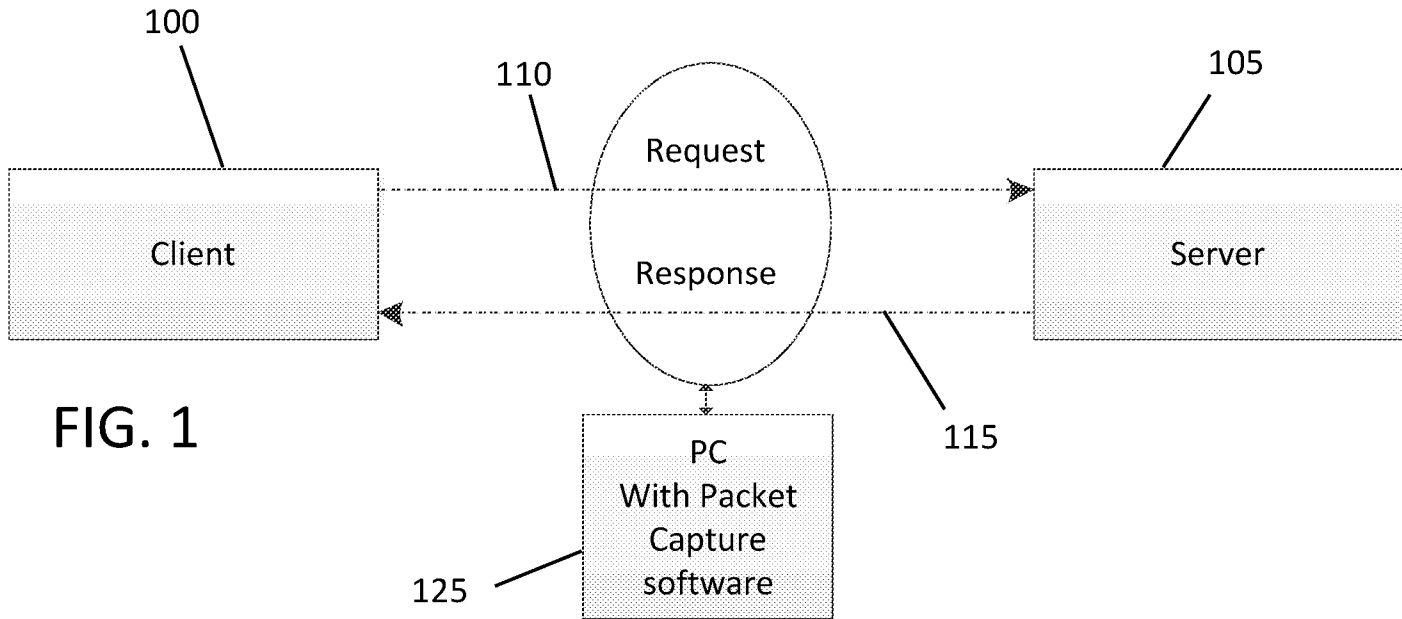 100
110
105
Request
Client
Response
Server
FIG. 1
115
PC
With Packet
Capture
software
125